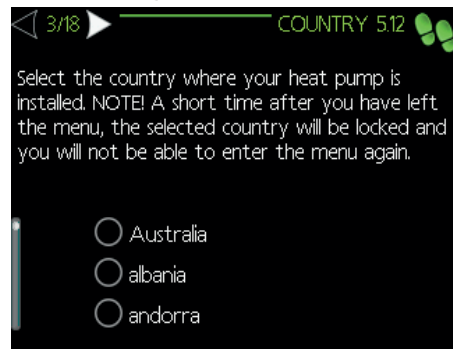 3/18 COUNTRY 5.12
Select the country where your heat pump is
installed. NOTE! A short time after you have left
the menu, the selected country will be locked and
you will not be able to enter the menu again.
Australia
albania
andorra